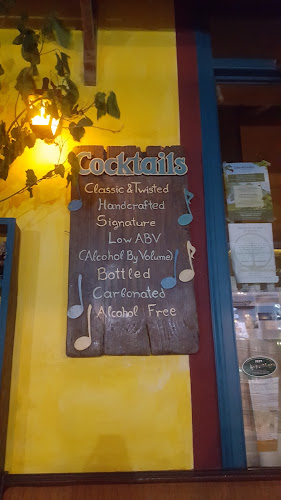 Cocktails
Classic & Twisted
Handcrafted
Signature
Low ABV
(Alcohol By Volume)
Bottled
Carbonated
Alcohol Free